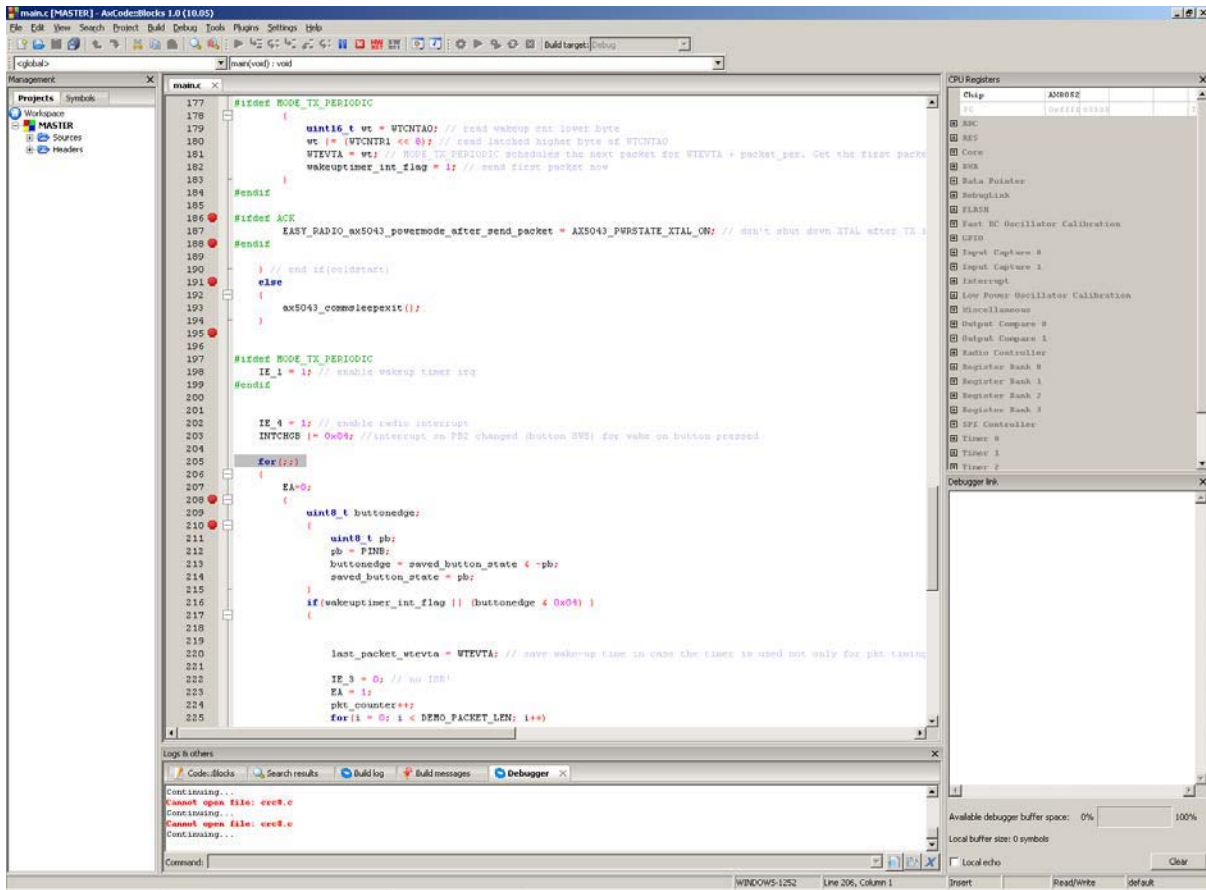 main.c [MASTER] - AxCode::Blocks 1.0 (10.05)
File Edit View Search Project Build Debug Tools Plugins Settings Help
Build target: Debug
<global> main(void) : void
Management
Projects Symbols
Workspace
MASTER
Sources
Headers
main.c
177 #ifdef MODE_TX_PERIODIC
178 {
179 uint16_t wt = WTCNTA0; // read wakeup cnt lower byte
180 wt |= (WTCNTR1 << 8); // read latched higher byte of WTCNTA0
181 WTEVTA = wt; // MODE_TX_PERIODIC schedules the next packet for WTEVTA + packet_per. Get the first packe
182 wakeuptimer_int_flag = 1; // send first packet now
183 }
184 #endif
185
186 #ifdef ACK
187 EASY_RADIO_ax5043_powermode_after_send_packet = AX5043_PWRSTATE_XTAL_ON; // don't shut down XTAL after TX
188 #endif
189
190 } // end if(coldstart)
191 else
192 {
193 ax5043_commsleepexit();
194 }
195
196
197 #ifdef MODE_TX_PERIODIC
198 IE_1 = 1; // enable wakeup timer irq
199 #endif
200
201
202 IE_4 = 1; // enable radio interrupt
203 INTCHGB |= 0x04; //interrupt on PB2 changed (button SW5) for wake on button pressed
204
205 for(;;)
206 {
207 EA=0;
208 {
209 uint8_t buttonedge;
210 {
211 uint8_t pb;
212 pb = PINB;
213 buttonedge = saved_button_state & ~pb;
214 saved_button_state = pb;
215 }
216 if(wakeuptimer_int_flag || (buttonedge & 0x04) )
217 {
218
219
220 last_packet_wtevta = WTEVTA; // save wake-up time in case the timer is used not only for pkt timing
221
222 IE_3 = 0; // no ISR!
223 EA = 1;
224 pkt_counter++;
225 for(i = 0; i < DEMO_PACKET_LEN; i++)
CPU Registers
Chip AX8052
PC
ADC
AES
Core
DMA
Data Pointer
DebugLink
FLASH
Fast RC Oscillator Calibration
GPIO
Input Capture 0
Input Capture 1
Interrupt
Low Power Oscillator Calibration
Miscellaneous
Output Compare 0
Output Compare 1
Radio Controller
Register Bank 0
Register Bank 1
Register Bank 2
Register Bank 3
SPI Controller
Timer 0
Timer 1
Timer 2
Debugger link
Available debugger buffer space: 0% 100%
Local buffer size: 0 symbols
Local echo Clear
Logs & others
Code::Blocks Search results Build log Build messages Debugger
Continuing...
Cannot open file: crc8.c
Continuing...
Cannot open file: crc8.c
Continuing...
Command:
WINDOWS-1252 Line 206, Column 1 Insert Read/Write default